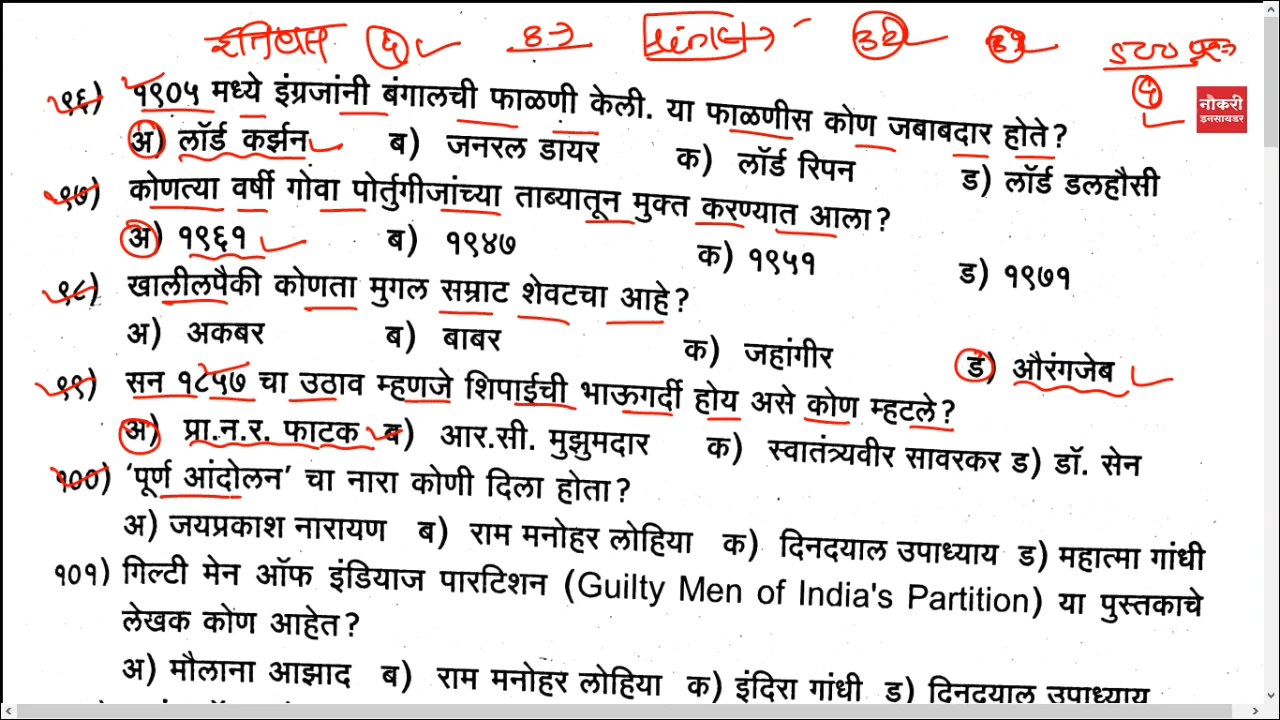 इतिहास ६
९६) १९०५ मध्ये इंग्रजांनी बंगालची फाळणी केली. या फाळणीस कोण जबाबदार होते?
नौकरी
इनसायडर
अ) लॉर्ड कर्झन ब) जनरल डायर क) लॉर्ड रिपन ड) लॉर्ड डलहौसी
९७) कोणत्या वर्षी गोवा पोर्तुगीजांच्या ताब्यातून मुक्त करण्यात आला?
अ) १९६१ ब) १९४७ क) १९५१ ड) १९७१
९८) खालीलपैकी कोणता मुगल सम्राट शेवटचा आहे?
अ) अकबर ब) बाबर क) जहांगीर ड) औरंगजेब
९९) सन १८५७ चा उठाव म्हणजे शिपाईची भाऊगर्दी होय असे कोण म्हटले?
अ) प्रा.न.र. फाटक ब) आर.सी. मुझुमदार क) स्वातंत्र्यवीर सावरकर ड) डॉ. सेन
१००) 'पूर्ण आंदोलन' चा नारा कोणी दिला होता?
अ) जयप्रकाश नारायण ब) राम मनोहर लोहिया क) दिनदयाल उपाध्याय ड) महात्मा गांधी
१०१) गिल्टी मेन ऑफ इंडियाज पारटिशन (Guilty Men of India's Partition) या पुस्तकाचे
लेखक कोण आहेत?
अ) मौलाना आझाद ब) राम मनोहर लोहिया क) इंदिरा गांधी ड) दिनदयाल उपाध्याय